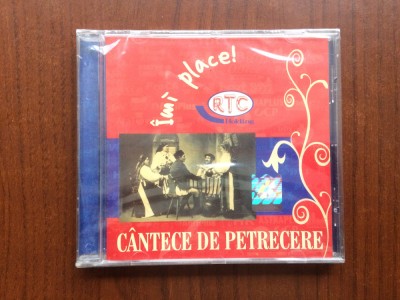 Îmi place!
RTC
CÂNTECE DE PETRECERE